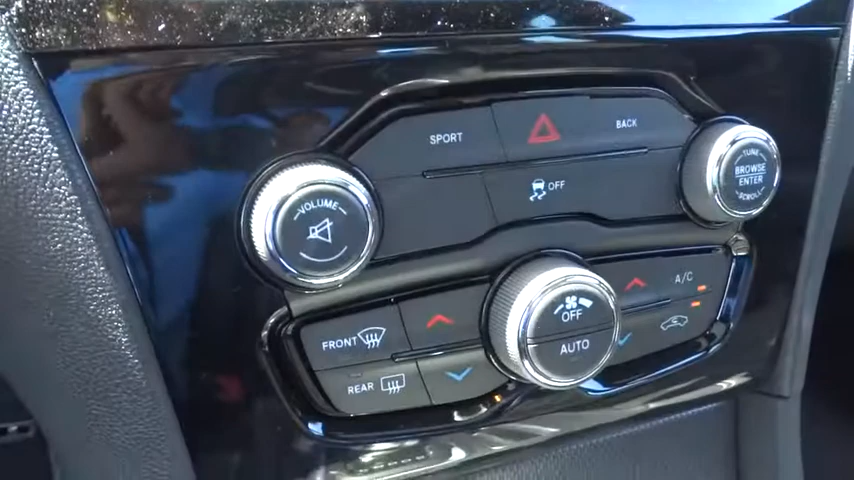 SPORT
BACK
OFF
VOLUME
TUNE
BROWSE
ENTER
SCROLL
FRONT
REAR
OFF
AUTO
A/C